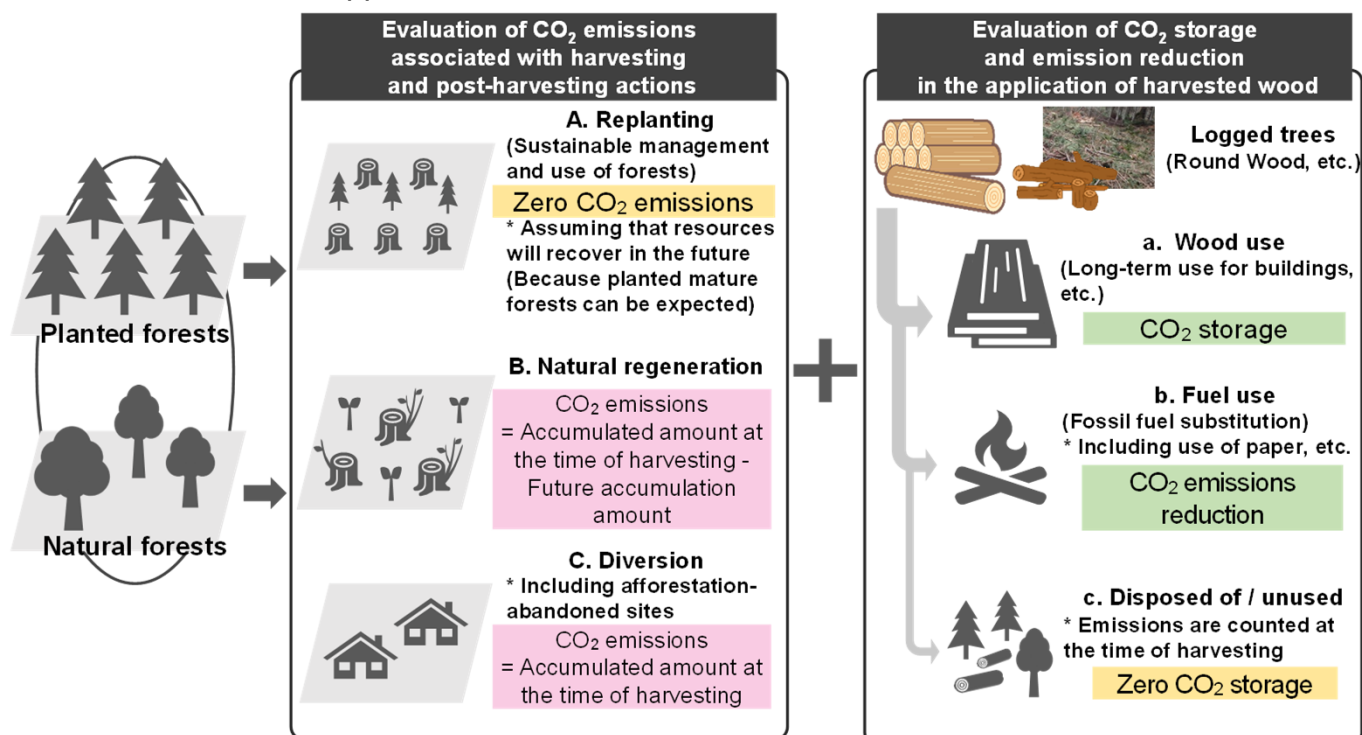 Evaluation of CO₂ emissions
associated with harvesting
and post-harvesting actions
Planted forests
Natural forests
A. Replanting
(Sustainable management
and use of forests)
Zero CO₂ emissions
* Assuming that resources
will recover in the future
(Because planted mature
forests can be expected)
B. Natural regeneration
CO₂ emissions
= Accumulated amount at
the time of harvesting -
Future accumulation
amount
C. Diversion
* Including afforestation-
abandoned sites
CO₂ emissions
= Accumulated amount at
the time of harvesting
+
Evaluation of CO₂ storage
and emission reduction
in the application of harvested wood
Logged trees
(Round Wood, etc.)
a. Wood use
(Long-term use for buildings,
etc.)
CO₂ storage
b. Fuel use
(Fossil fuel substitution)
* Including use of paper, etc.
CO₂ emissions
reduction
c. Disposed of / unused
* Emissions are counted at
the time of harvesting
Zero CO₂ storage